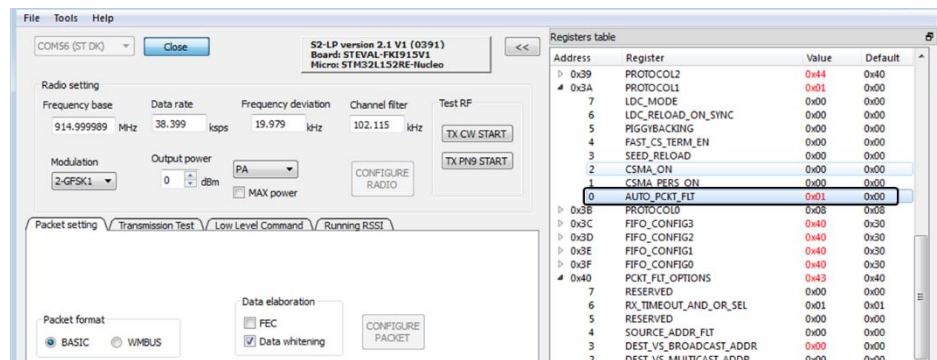 File Tools Help
COM56 (ST DK)
Close
S2-LP version 2.1 V1 (0391)
Board: STEVAL-FKI915V1
Micro: STM32L152RE-Nucleo
<<
Radio setting
Frequency base Data rate Frequency deviation Channel filter Test RF
914.999989 MHz 38.399 ksps 19.979 kHz 102.115 kHz
TX CW START
Modulation Output power
2-GFSK1 0 dBm PA
MAX power
CONFIGURE
RADIO
TX PN9 START
Packet setting Transmission Test Low Level Command Running RSSI
Packet format
BASIC WMBUS
Data elaboration
FEC
Data whitening
CONFIGURE
PACKET
Registers table
Address Register Value Default
0x39 PROTOCOL2 0x44 0x40
0x3A PROTOCOL1 0x01 0x00
7 LDC_MODE 0x00 0x00
6 LDC_RELOAD_ON_SYNC 0x00 0x00
5 PIGGYBACKING 0x00 0x00
4 FAST_CS_TERM_EN 0x00 0x00
3 SEED_RELOAD 0x00 0x00
2 CSMA_ON 0x00 0x00
1 CSMA_PERS_ON 0x00 0x00
0 AUTO_PCKT_FLT 0x01 0x00
0x3B PROTOCOL0 0x08 0x08
0x3C FIFO_CONFIG3 0x40 0x30
0x3D FIFO_CONFIG2 0x40 0x30
0x3E FIFO_CONFIG1 0x40 0x30
0x3F FIFO_CONFIG0 0x40 0x30
0x40 PCKT_FLT_OPTIONS 0x43 0x40
7 RESERVED 0x00 0x00
6 RX_TIMEOUT_AND_OR_SEL 0x01 0x01
5 RESERVED 0x00 0x00
4 SOURCE_ADDR_FLT 0x00 0x00
3 DEST_VS_BROADCAST_ADDR 0x00 0x00
2 DEST_VS_MULTICAST_ADDR 0x00 0x00